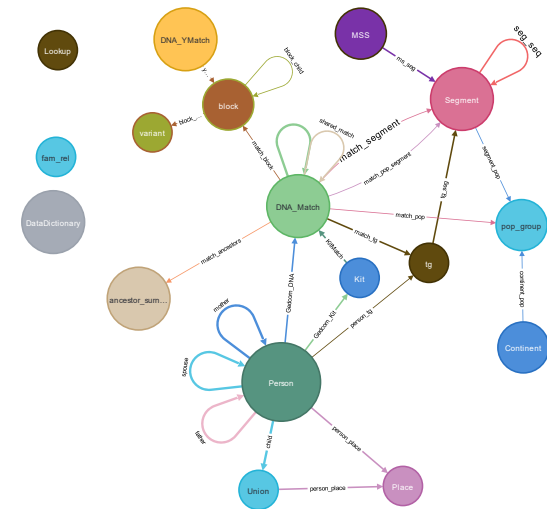 DNA_YMatch
MSS
Lookup
seg_seq
block_child
ms_seg
y...
Segment
block
variant
block_...
shared_match
match_segment
segment_pop
fam_rel
match_block
match_pop_segment
tg_seg
DNA_Match
DataDictionary
match_pop
pop_group
match_tg
match_ancestors
tg
KitMatch
Kit
continent_pop
Gedcom_DNA
ancestor_sum...
mother
Gedcom_Kit
person_tg
Continent
Person
father
child
person_place
Union
person_place
Place